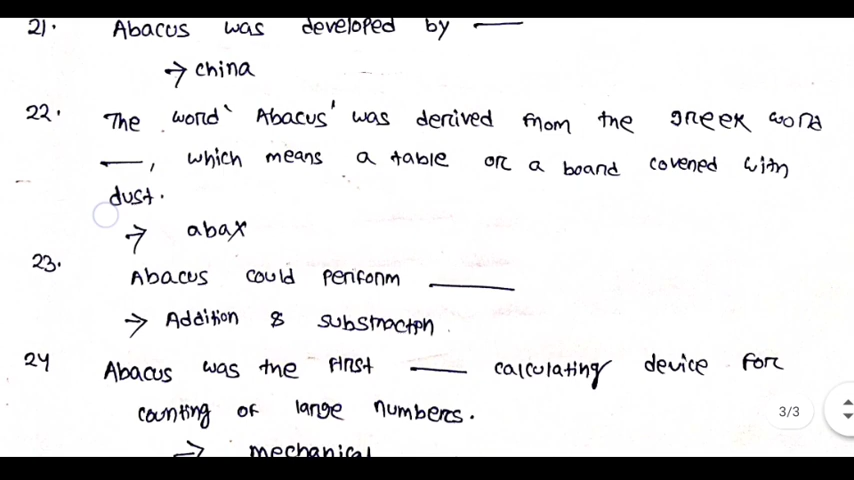 21. Abacus was developed by ___
→ china
22. The word 'Abacus' was derived from the greek word
___, which means a table or a board covered with
dust.
→ abax
23.
Abacus could perform ___
→ Addition & substraction.
24 Abacus was the first ___ calculating device for
counting of large numbers.
3/3
→ mechanical